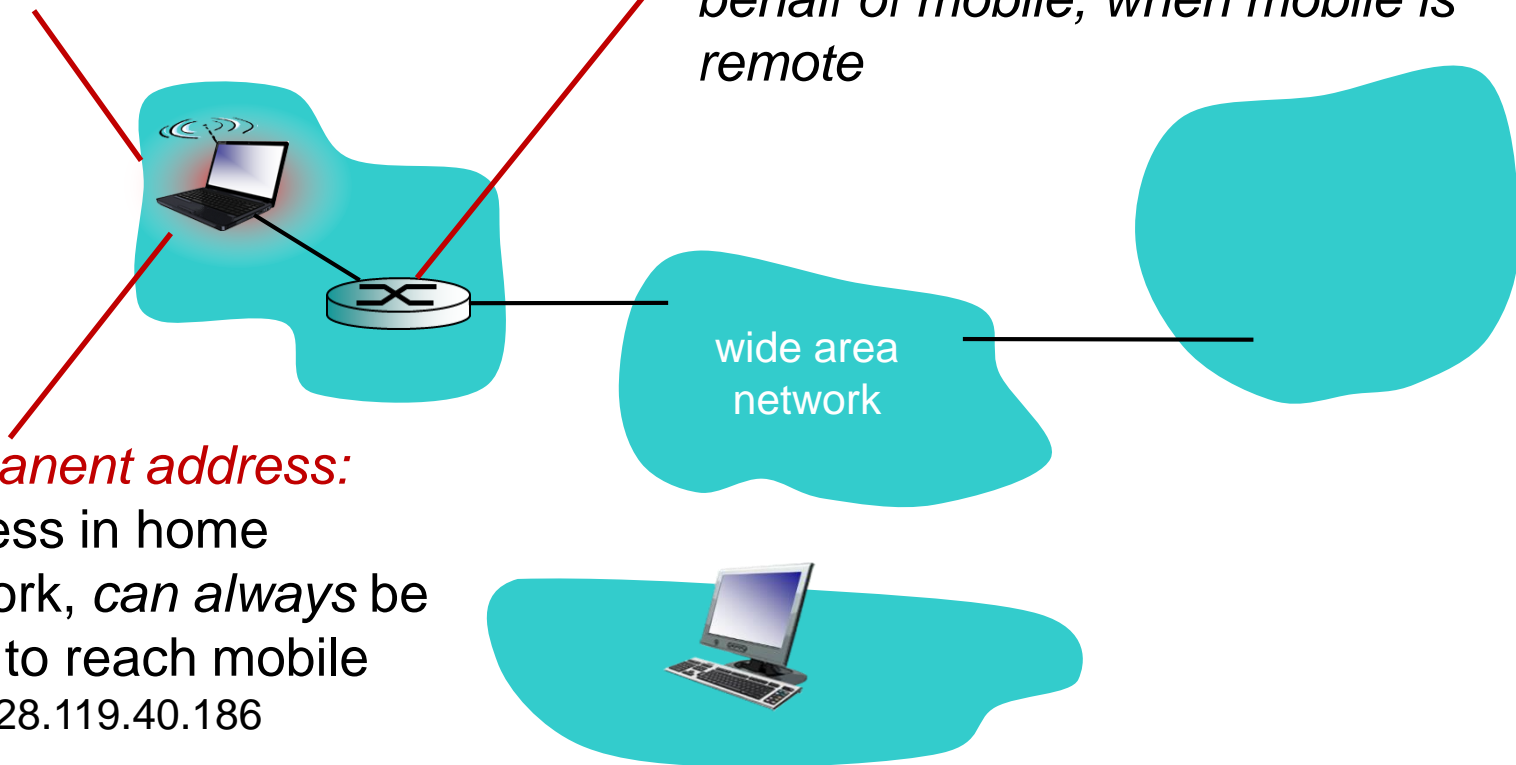 behalf of mobile, when mobile is
remote
wide area
network
anent address:
ess in home
ork, can always be
to reach mobile
28.119.40.186